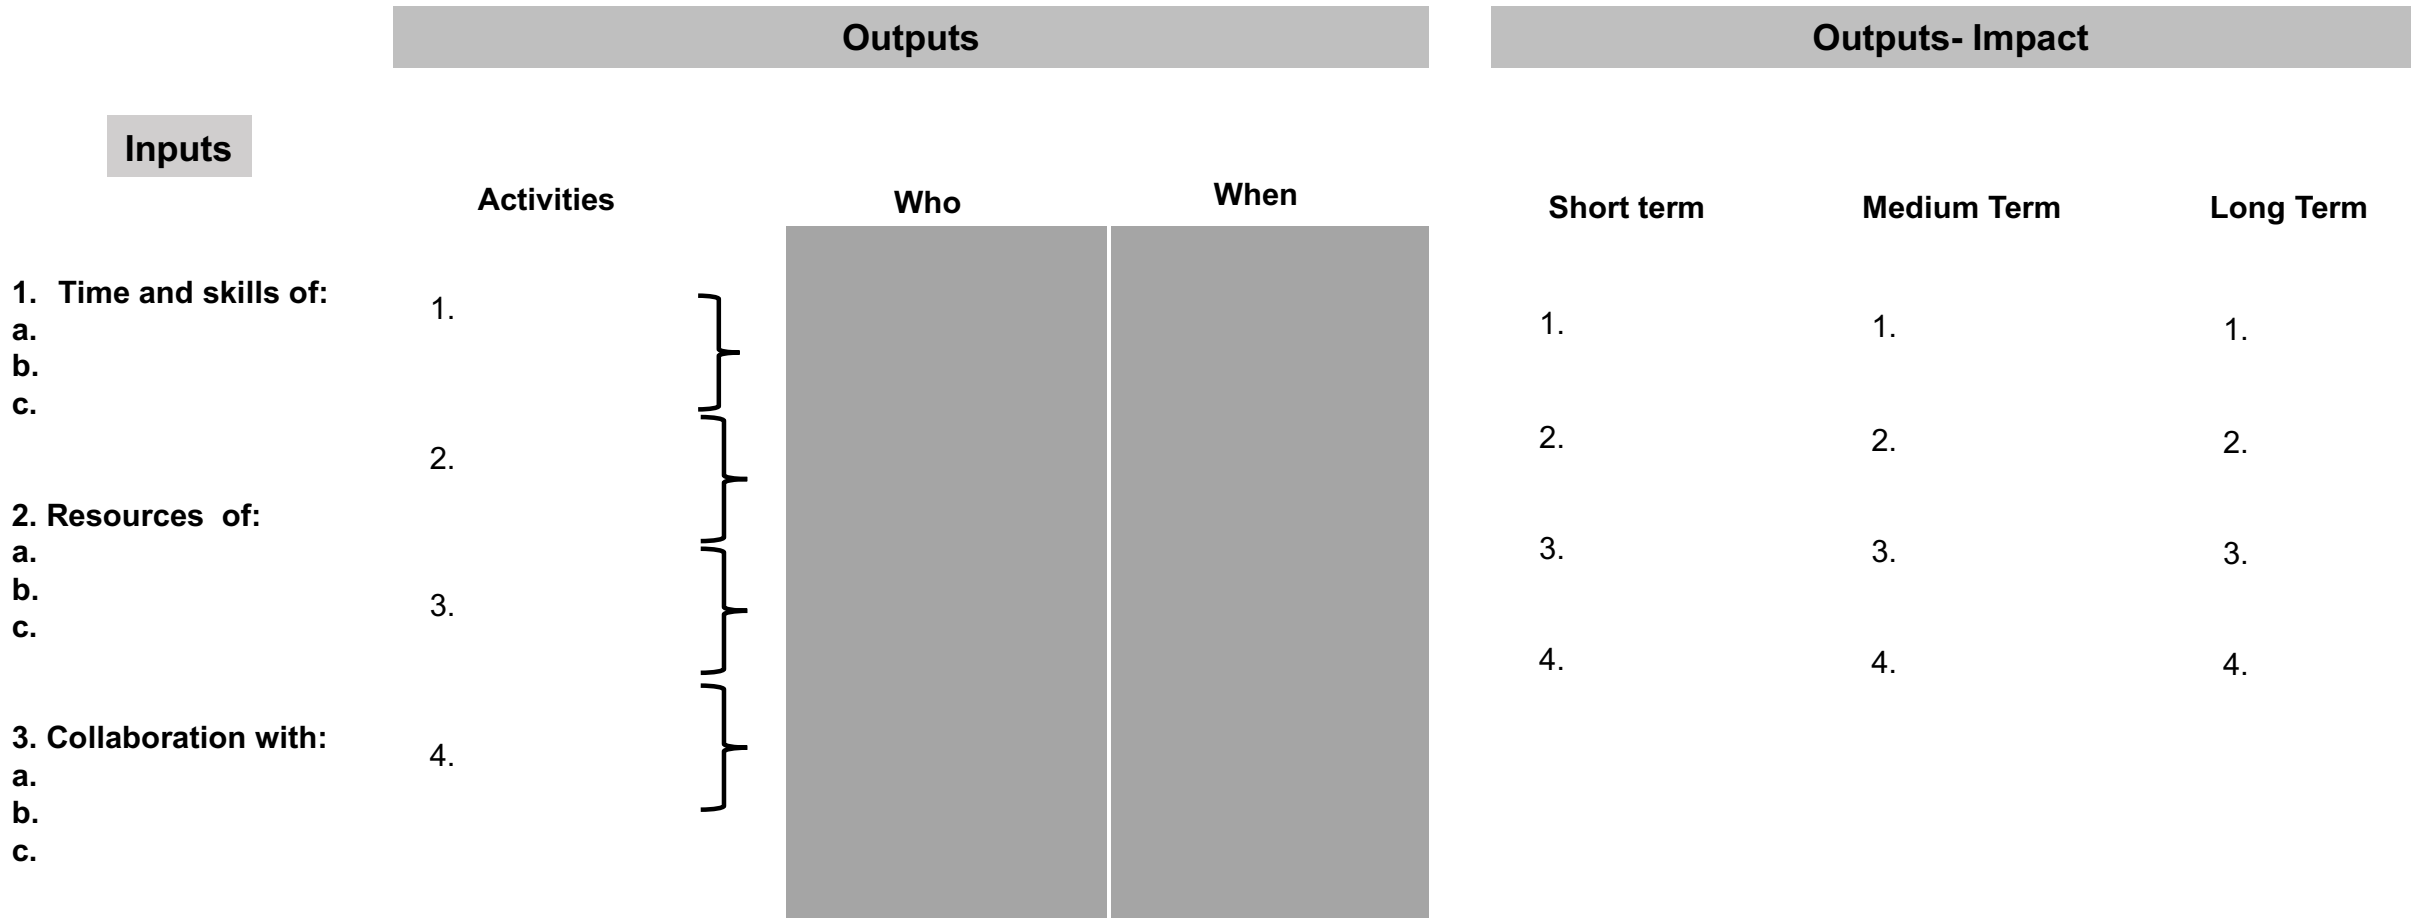 Outputs
Outputs- Impact
Inputs
Activities
Who
When
Short term
Medium Term
Long Term
1. Time and skills of:
a.
b.
c.
2. Resources of:
a.
b.
c.
3. Collaboration with:
a.
b.
c.
1.
2.
3.
4.
1.
2.
3.
4.
1.
2.
3.
4.
1.
2.
3.
4.